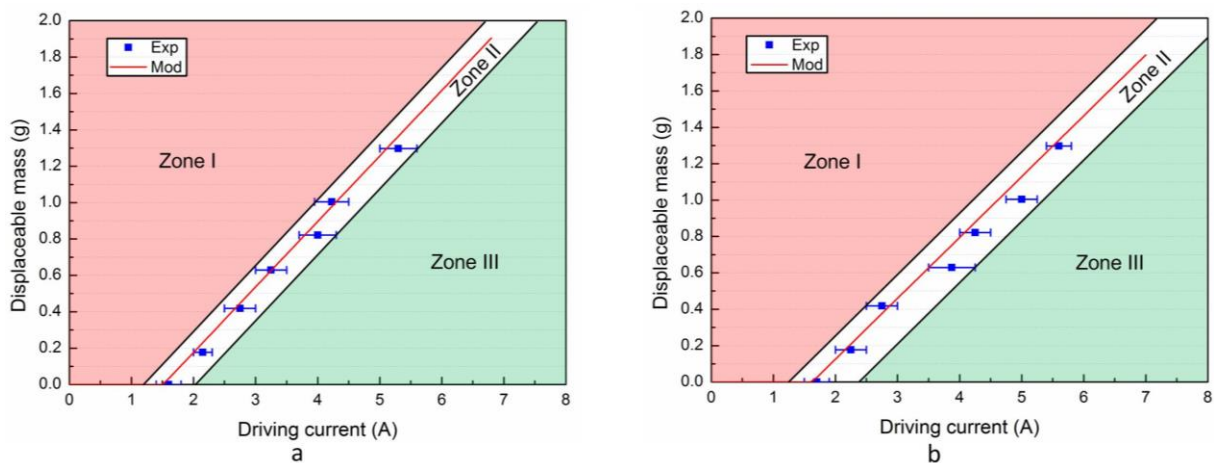 2.0
1.8
1.6
1.4
1.2
1.0
0.8
0.6
0.4
0.2
0.0
Displaceable mass (g)
Exp
Mod
Zone I
Zone II
Zone III
0 1 2 3 4 5 6 7 8
Driving current (A)
a
2.0
1.8
1.6
1.4
1.2
1.0
0.8
0.6
0.4
0.2
0.0
Displaceable mass (g)
Exp
Mod
Zone I
Zone II
Zone III
0 1 2 3 4 5 6 7 8
Driving current (A)
b